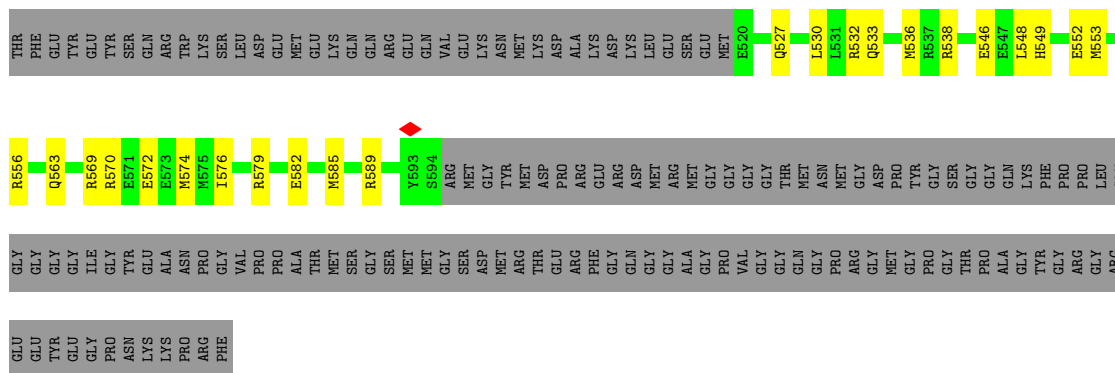 THR PHE GLU TYR GLU TYR SER GLN ARG TRP LYS SER LEU ASP GLU MET GLU LYS GLN GLN ARG GLU GLN VAL GLU LYS ASN MET LYS ASP ALA LYS ASP LYS LEU GLU SER GLU MET E520 Q527 L530 L531 R532 Q533 M536 R537 R538 E546 E547 L548 H549 E552 M553
R556 Q563 R569 R570 E571 E572 E573 M574 M575 I576 R579 E582 M585 R589 Y593 S594 ARG MET GLY TYR MET ASP PRO ARG GLU ARG ASP MET ARG MET GLY GLY GLY GLY THR MET ASN MET GLY ASP PRO TYR GLY SER GLY GLY GLN LYS PHE PRO PRO LEU
GLY GLY GLY GLY ILE GLY TYR GLU ALA ASN PRO GLY VAL PRO PRO ALA THR MET SER GLY SER MET MET GLY SER ASP MET ARG THR GLU ARG PHE GLY GLN GLY GLY ALA GLY PRO VAL GLY GLY GLN GLY PRO ARG GLY MET GLY PRO GLY THR PRO ALA GLY TYR GLY ARG GLY ARG
GLU GLU TYR GLU GLY PRO ASN LYS LYS PRO ARG PHE